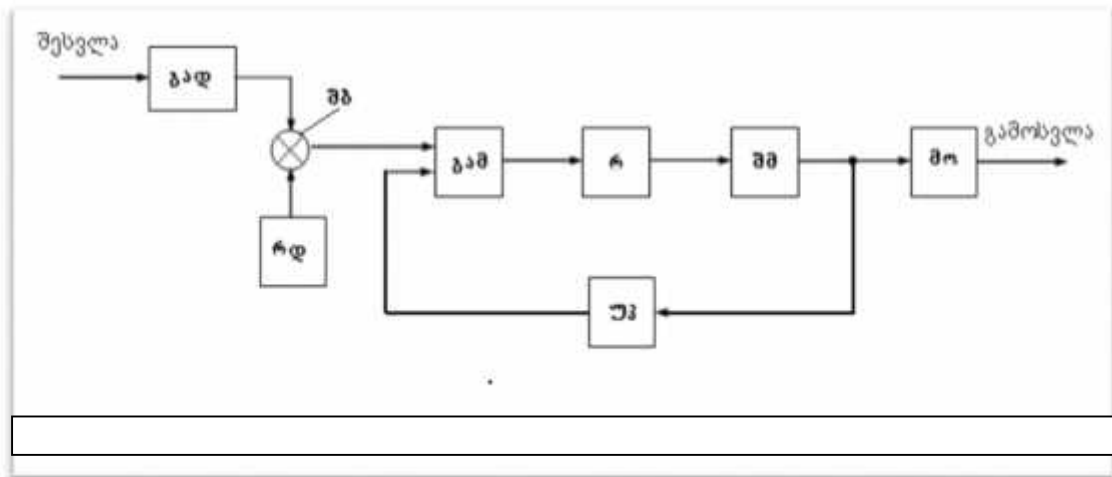 შესვლა
გად
შბ
გამოსვლა
გამ
რ
შმ
მო
რდ
უკ